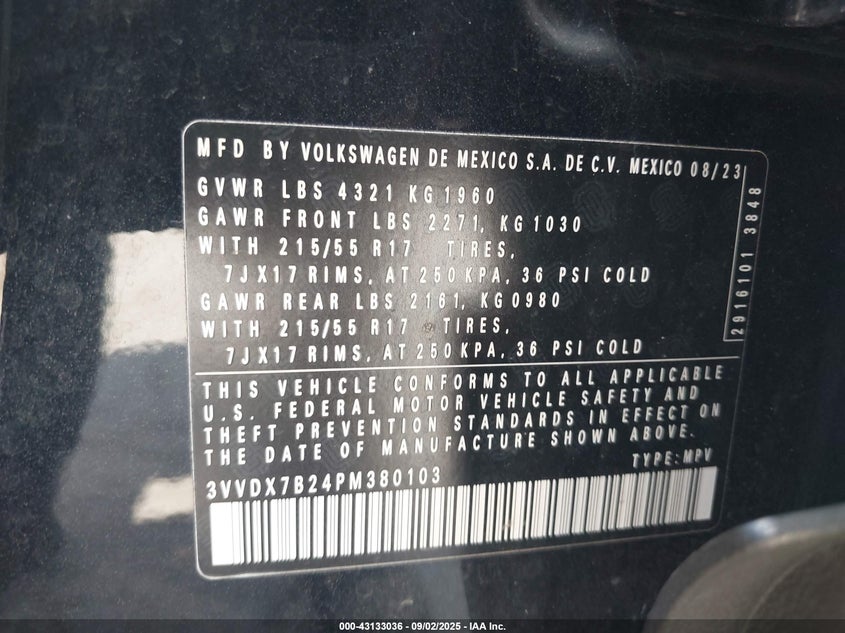 MFD BY VOLKSWAGEN DE MEXICO S.A. DE C.V. MEXICO 08/23
GVWR LBS 4321 KG 1960
GAWR FRONT LBS 2271, KG 1030
WITH 215/55 R17 TIRES,
7JX17 RIMS, AT 250 KPA, 36 PSI COLD
GAWR REAR LBS 2161, KG 0980
WITH 215/55 R17 TIRES,
7JX17 RIMS, AT 250 KPA, 36 PSI COLD
2916101 3848
THIS VEHICLE CONFORMS TO ALL APPLICABLE
U.S. FEDERAL MOTOR VEHICLE SAFETY AND
THEFT PREVENTION STANDARDS IN EFFECT ON
THE DATE OF MANUFACTURE SHOWN ABOVE.
TYPE: MPV
3VVDX7B24PM380103
000-43133036 - 09/02/2025 - IAA Inc.